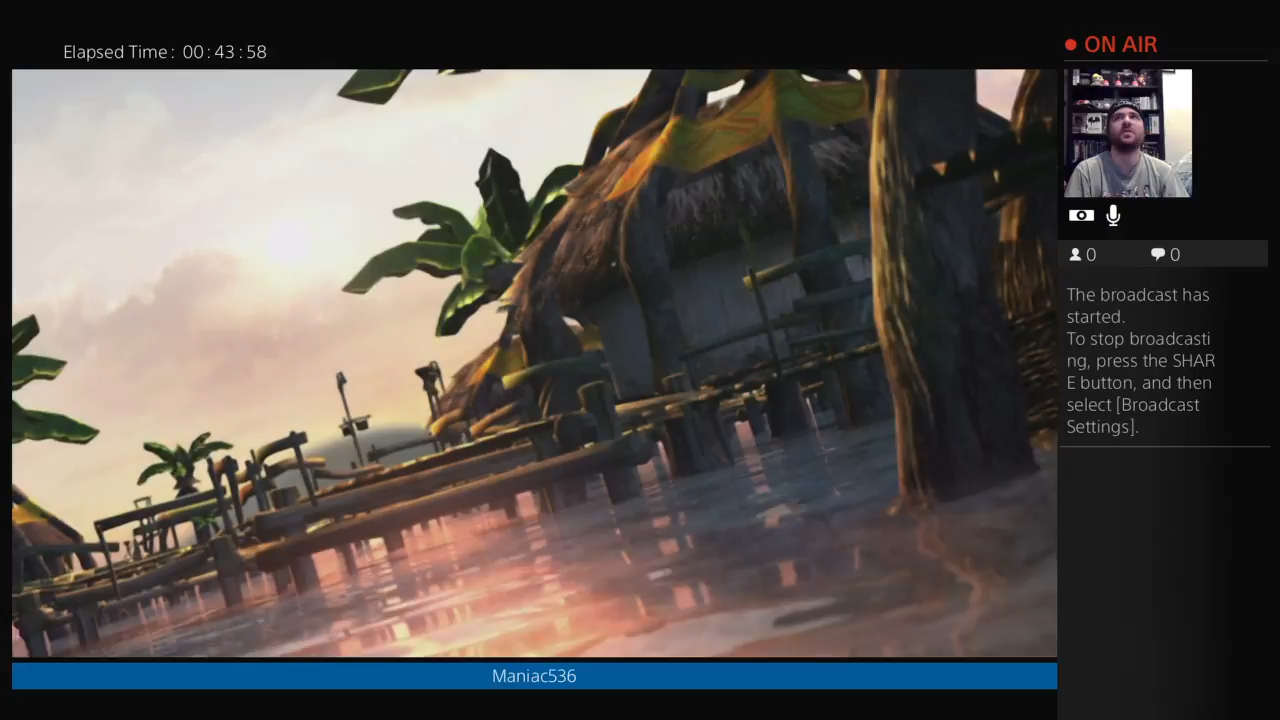 Elapsed Time: 00:43:58
ON AIR
0 0
The broadcast has
started.
To stop broadcasti
ng, press the SHAR
E button, and then
select [Broadcast
Settings].
Maniac536